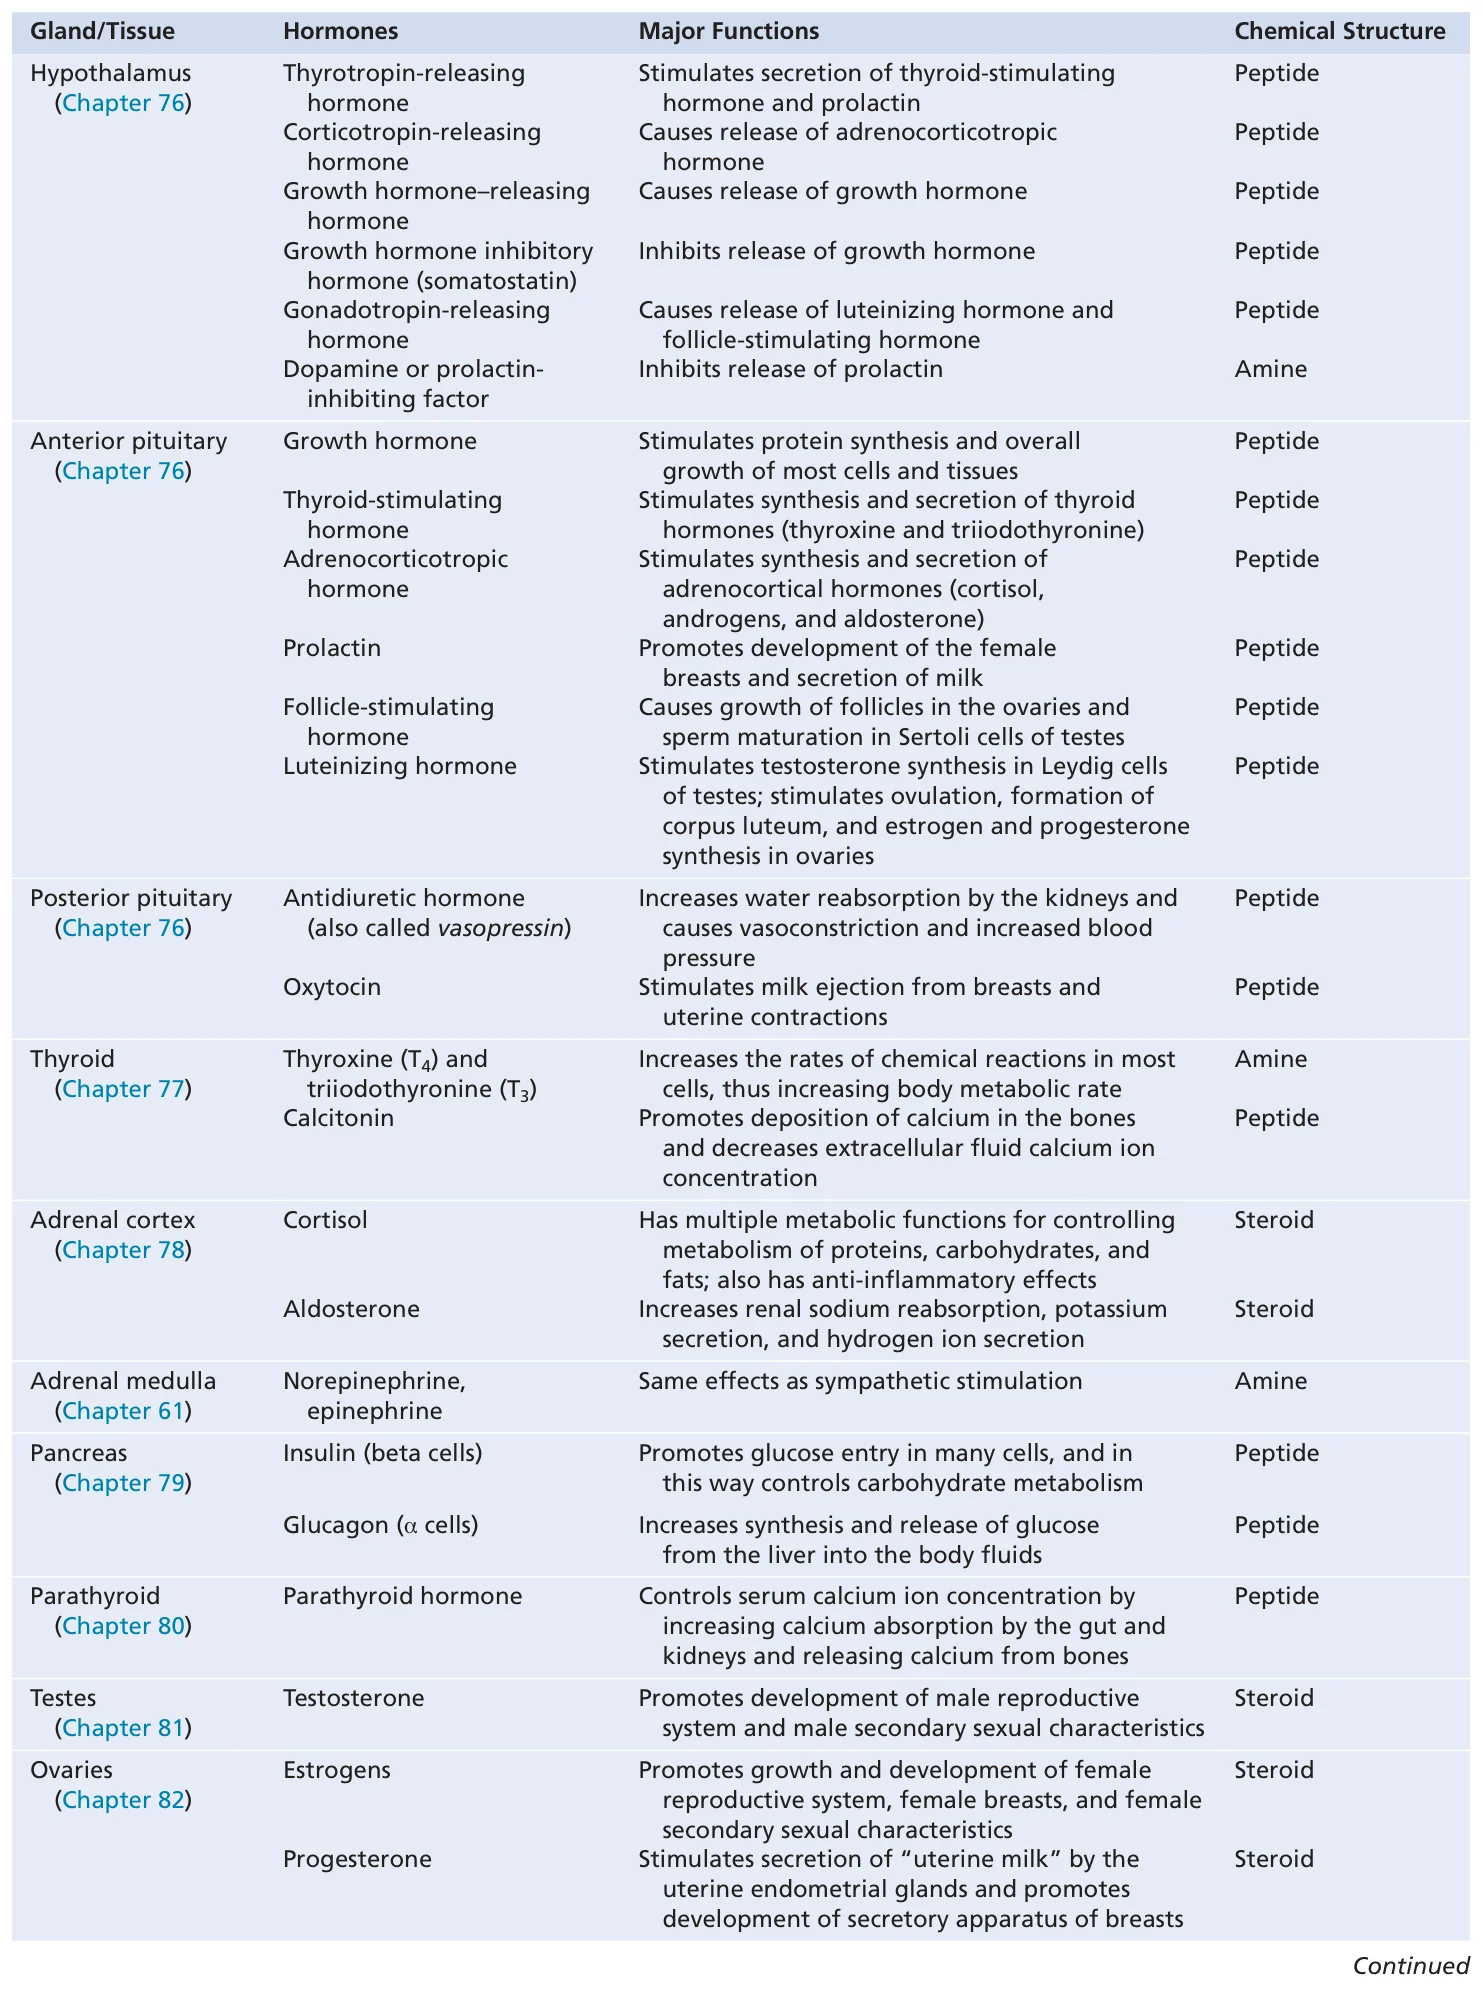 Gland/Tissue Hormones Major Functions Chemical Structure
Hypothalamus Thyrotropin-releasing Stimulates secretion of thyroid-stimulating Peptide
(Chapter 76) hormone hormone and prolactin
Corticotropin-releasing Causes release of adrenocorticotropic Peptide
hormone hormone
Growth hormone–releasing Causes release of growth hormone Peptide
hormone
Growth hormone inhibitory Inhibits release of growth hormone Peptide
hormone (somatostatin)
Gonadotropin-releasing Causes release of luteinizing hormone and Peptide
hormone follicle-stimulating hormone
Dopamine or prolactin- Inhibits release of prolactin Amine
inhibiting factor
Anterior pituitary Growth hormone Stimulates protein synthesis and overall Peptide
(Chapter 76) growth of most cells and tissues
Thyroid-stimulating Stimulates synthesis and secretion of thyroid Peptide
hormone hormones (thyroxine and triiodothyronine)
Adrenocorticotropic Stimulates synthesis and secretion of Peptide
hormone adrenocortical hormones (cortisol,
androgens, and aldosterone)
Prolactin Promotes development of the female Peptide
breasts and secretion of milk
Follicle-stimulating Causes growth of follicles in the ovaries and Peptide
hormone sperm maturation in Sertoli cells of testes
Luteinizing hormone Stimulates testosterone synthesis in Leydig cells Peptide
of testes; stimulates ovulation, formation of
corpus luteum, and estrogen and progesterone
synthesis in ovaries
Posterior pituitary Antidiuretic hormone Increases water reabsorption by the kidneys and Peptide
(Chapter 76) (also called vasopressin) causes vasoconstriction and increased blood
pressure
Oxytocin Stimulates milk ejection from breasts and Peptide
uterine contractions
Thyroid Thyroxine (T₄) and Increases the rates of chemical reactions in most Amine
(Chapter 77) triiodothyronine (T₃) cells, thus increasing body metabolic rate
Calcitonin Promotes deposition of calcium in the bones Peptide
and decreases extracellular fluid calcium ion
concentration
Adrenal cortex Cortisol Has multiple metabolic functions for controlling Steroid
(Chapter 78) metabolism of proteins, carbohydrates, and
fats; also has anti-inflammatory effects
Aldosterone Increases renal sodium reabsorption, potassium Steroid
secretion, and hydrogen ion secretion
Adrenal medulla Norepinephrine, Same effects as sympathetic stimulation Amine
(Chapter 61) epinephrine
Pancreas Insulin (beta cells) Promotes glucose entry in many cells, and in Peptide
(Chapter 79) this way controls carbohydrate metabolism
Glucagon (α cells) Increases synthesis and release of glucose Peptide
from the liver into the body fluids
Parathyroid Parathyroid hormone Controls serum calcium ion concentration by Peptide
(Chapter 80) increasing calcium absorption by the gut and
kidneys and releasing calcium from bones
Testes Testosterone Promotes development of male reproductive Steroid
(Chapter 81) system and male secondary sexual characteristics
Ovaries Estrogens Promotes growth and development of female Steroid
(Chapter 82) reproductive system, female breasts, and female
secondary sexual characteristics
Progesterone Stimulates secretion of “uterine milk” by the Steroid
uterine endometrial glands and promotes
development of secretory apparatus of breasts
Continued